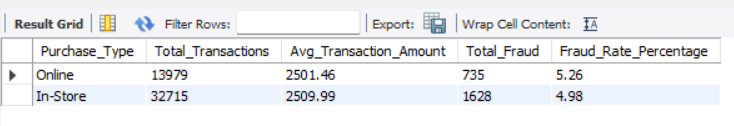 Result Grid Filter Rows: Export: Wrap Cell Content: IA
Purchase_Type Total_Transactions Avg_Transaction_Amount Total_Fraud Fraud_Rate_Percentage
Online 13979 2501.46 735 5.26
In-Store 32715 2509.99 1628 4.98